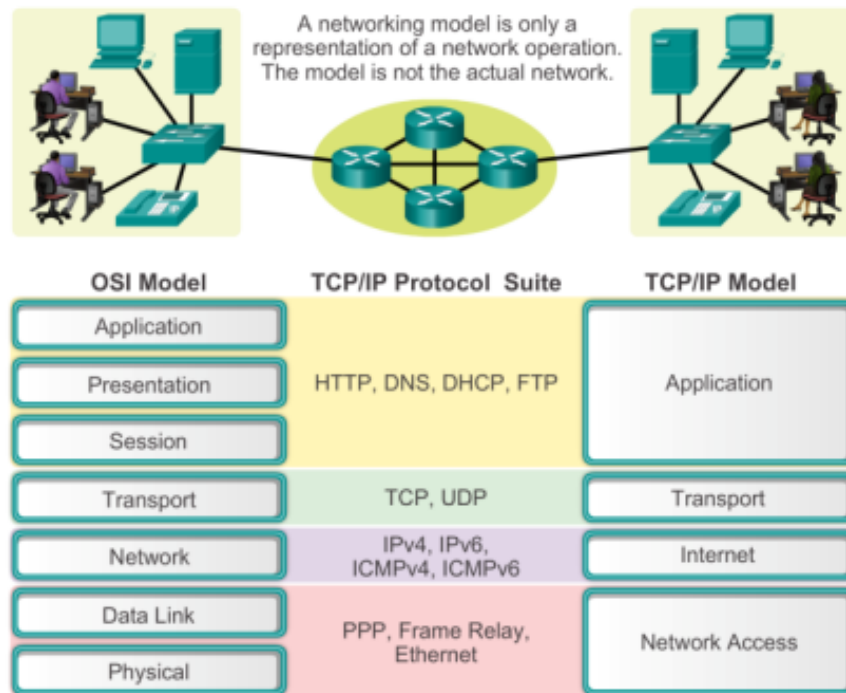 A networking model is only a
representation of a network operation.
The model is not the actual network.
OSI Model
TCP/IP Protocol Suite
TCP/IP Model
Application
Presentation
HTTP, DNS, DHCP, FTP
Application
Session
Transport
TCP, UDP
Transport
Network
IPv4, IPv6,
ICMPv4, ICMPv6
Internet
Data Link
PPP, Frame Relay,
Ethernet
Network Access
Physical